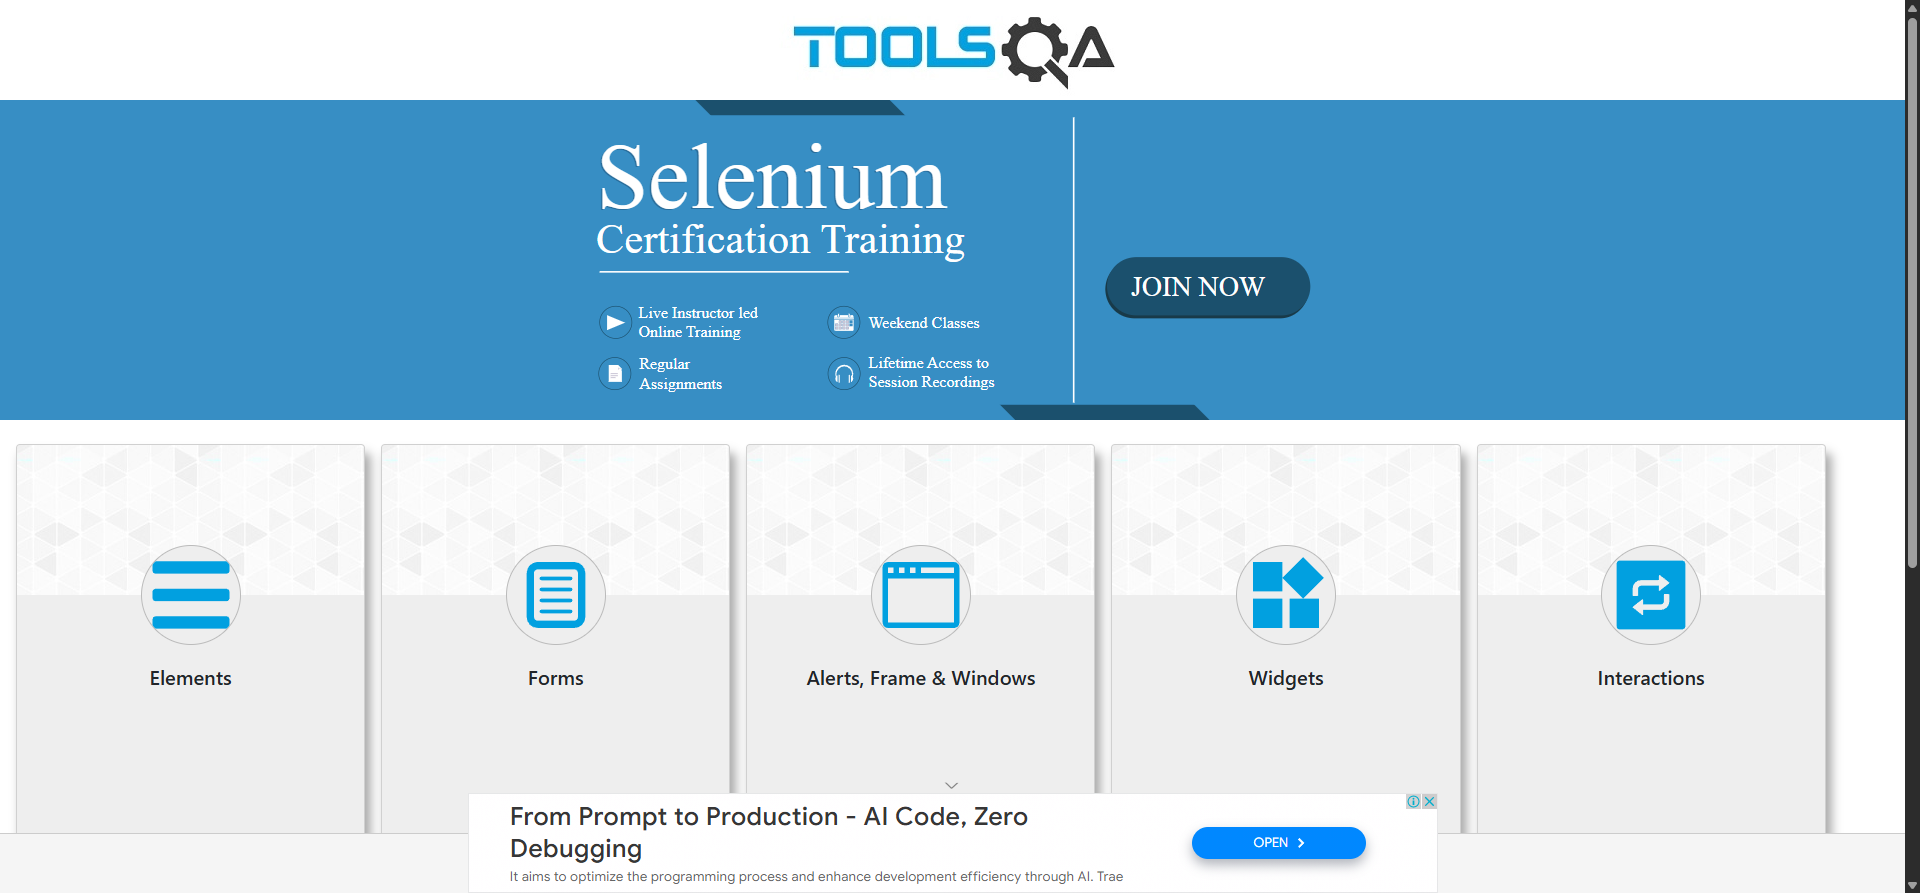 TOOLSQA
Selenium
Certification Training
JOIN NOW
Live Instructor led
Online Training
Weekend Classes
Regular
Assignments
Lifetime Access to
Session Recordings
Elements
Forms
Alerts, Frame & Windows
Widgets
Interactions
From Prompt to Production - AI Code, Zero
Debugging
It aims to optimize the programming process and enhance development efficiency through AI. Trae
OPEN